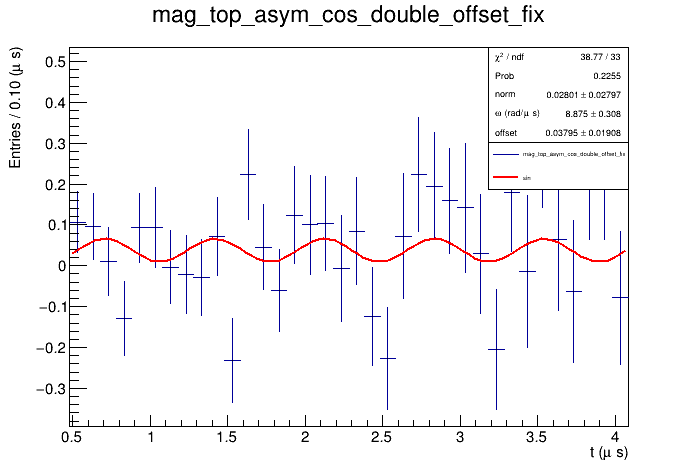 mag_top_asym_cos_double_offset_fix
Entries / 0.10 (μ s)
χ² / ndf 38.77 / 33
Prob 0.2255
norm 0.02801 ± 0.02797
ω (rad/μ s) 8.875 ± 0.308
offset 0.03795 ± 0.01908
mag_top_asym_cos_double_offset_fix
sin
0.5
0.4
0.3
0.2
0.1
0
−0.1
−0.2
−0.3
0.5 1 1.5 2 2.5 3 3.5 4
t (μ s)